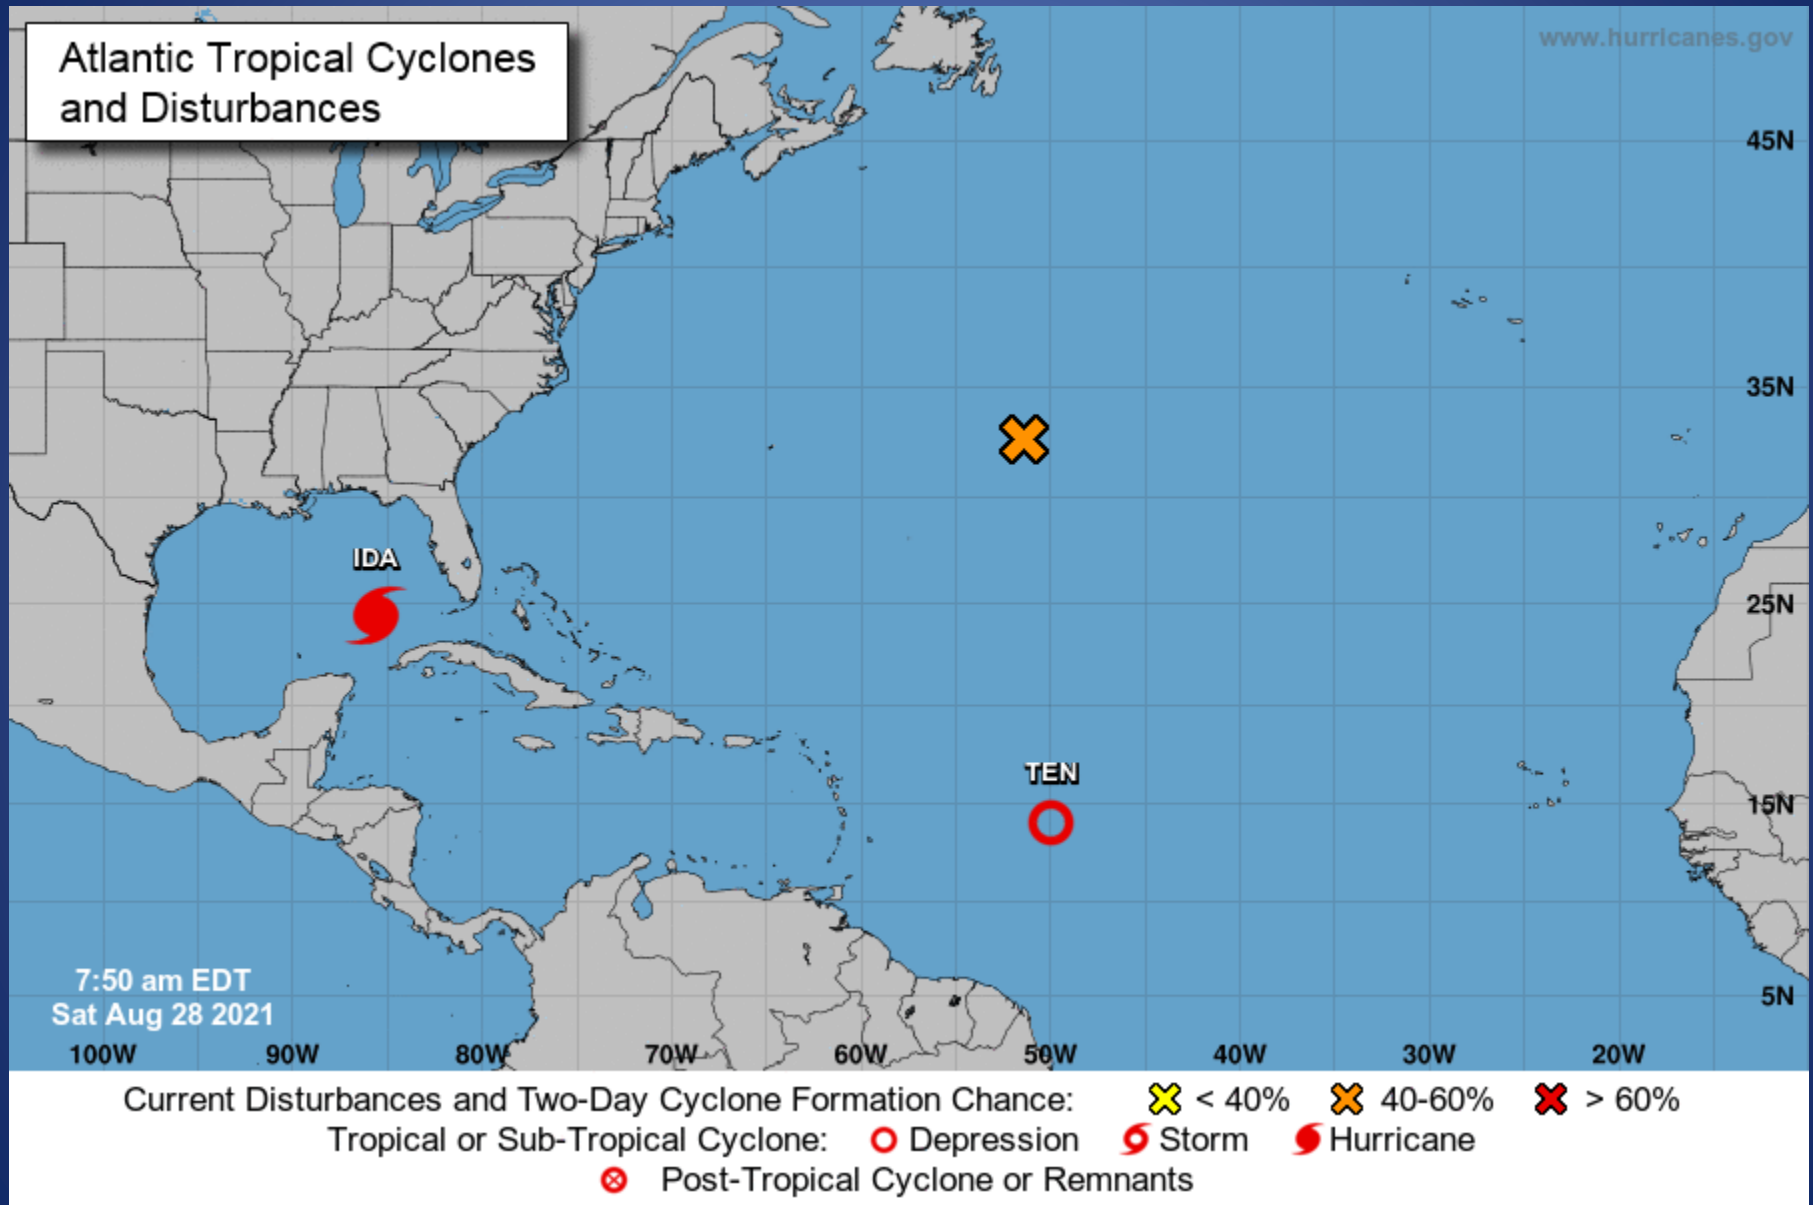 Atlantic Tropical Cyclones
and Disturbances
www.hurricanes.gov
45N
35N
IDA
25N
TEN
15N
7:50 am EDT
Sat Aug 28 2021
5N
100W 90W 80W 70W 60W 50W 40W 30W 20W
Current Disturbances and Two-Day Cyclone Formation Chance: < 40% 40-60% > 60%
Tropical or Sub-Tropical Cyclone: Depression Storm Hurricane
Post-Tropical Cyclone or Remnants